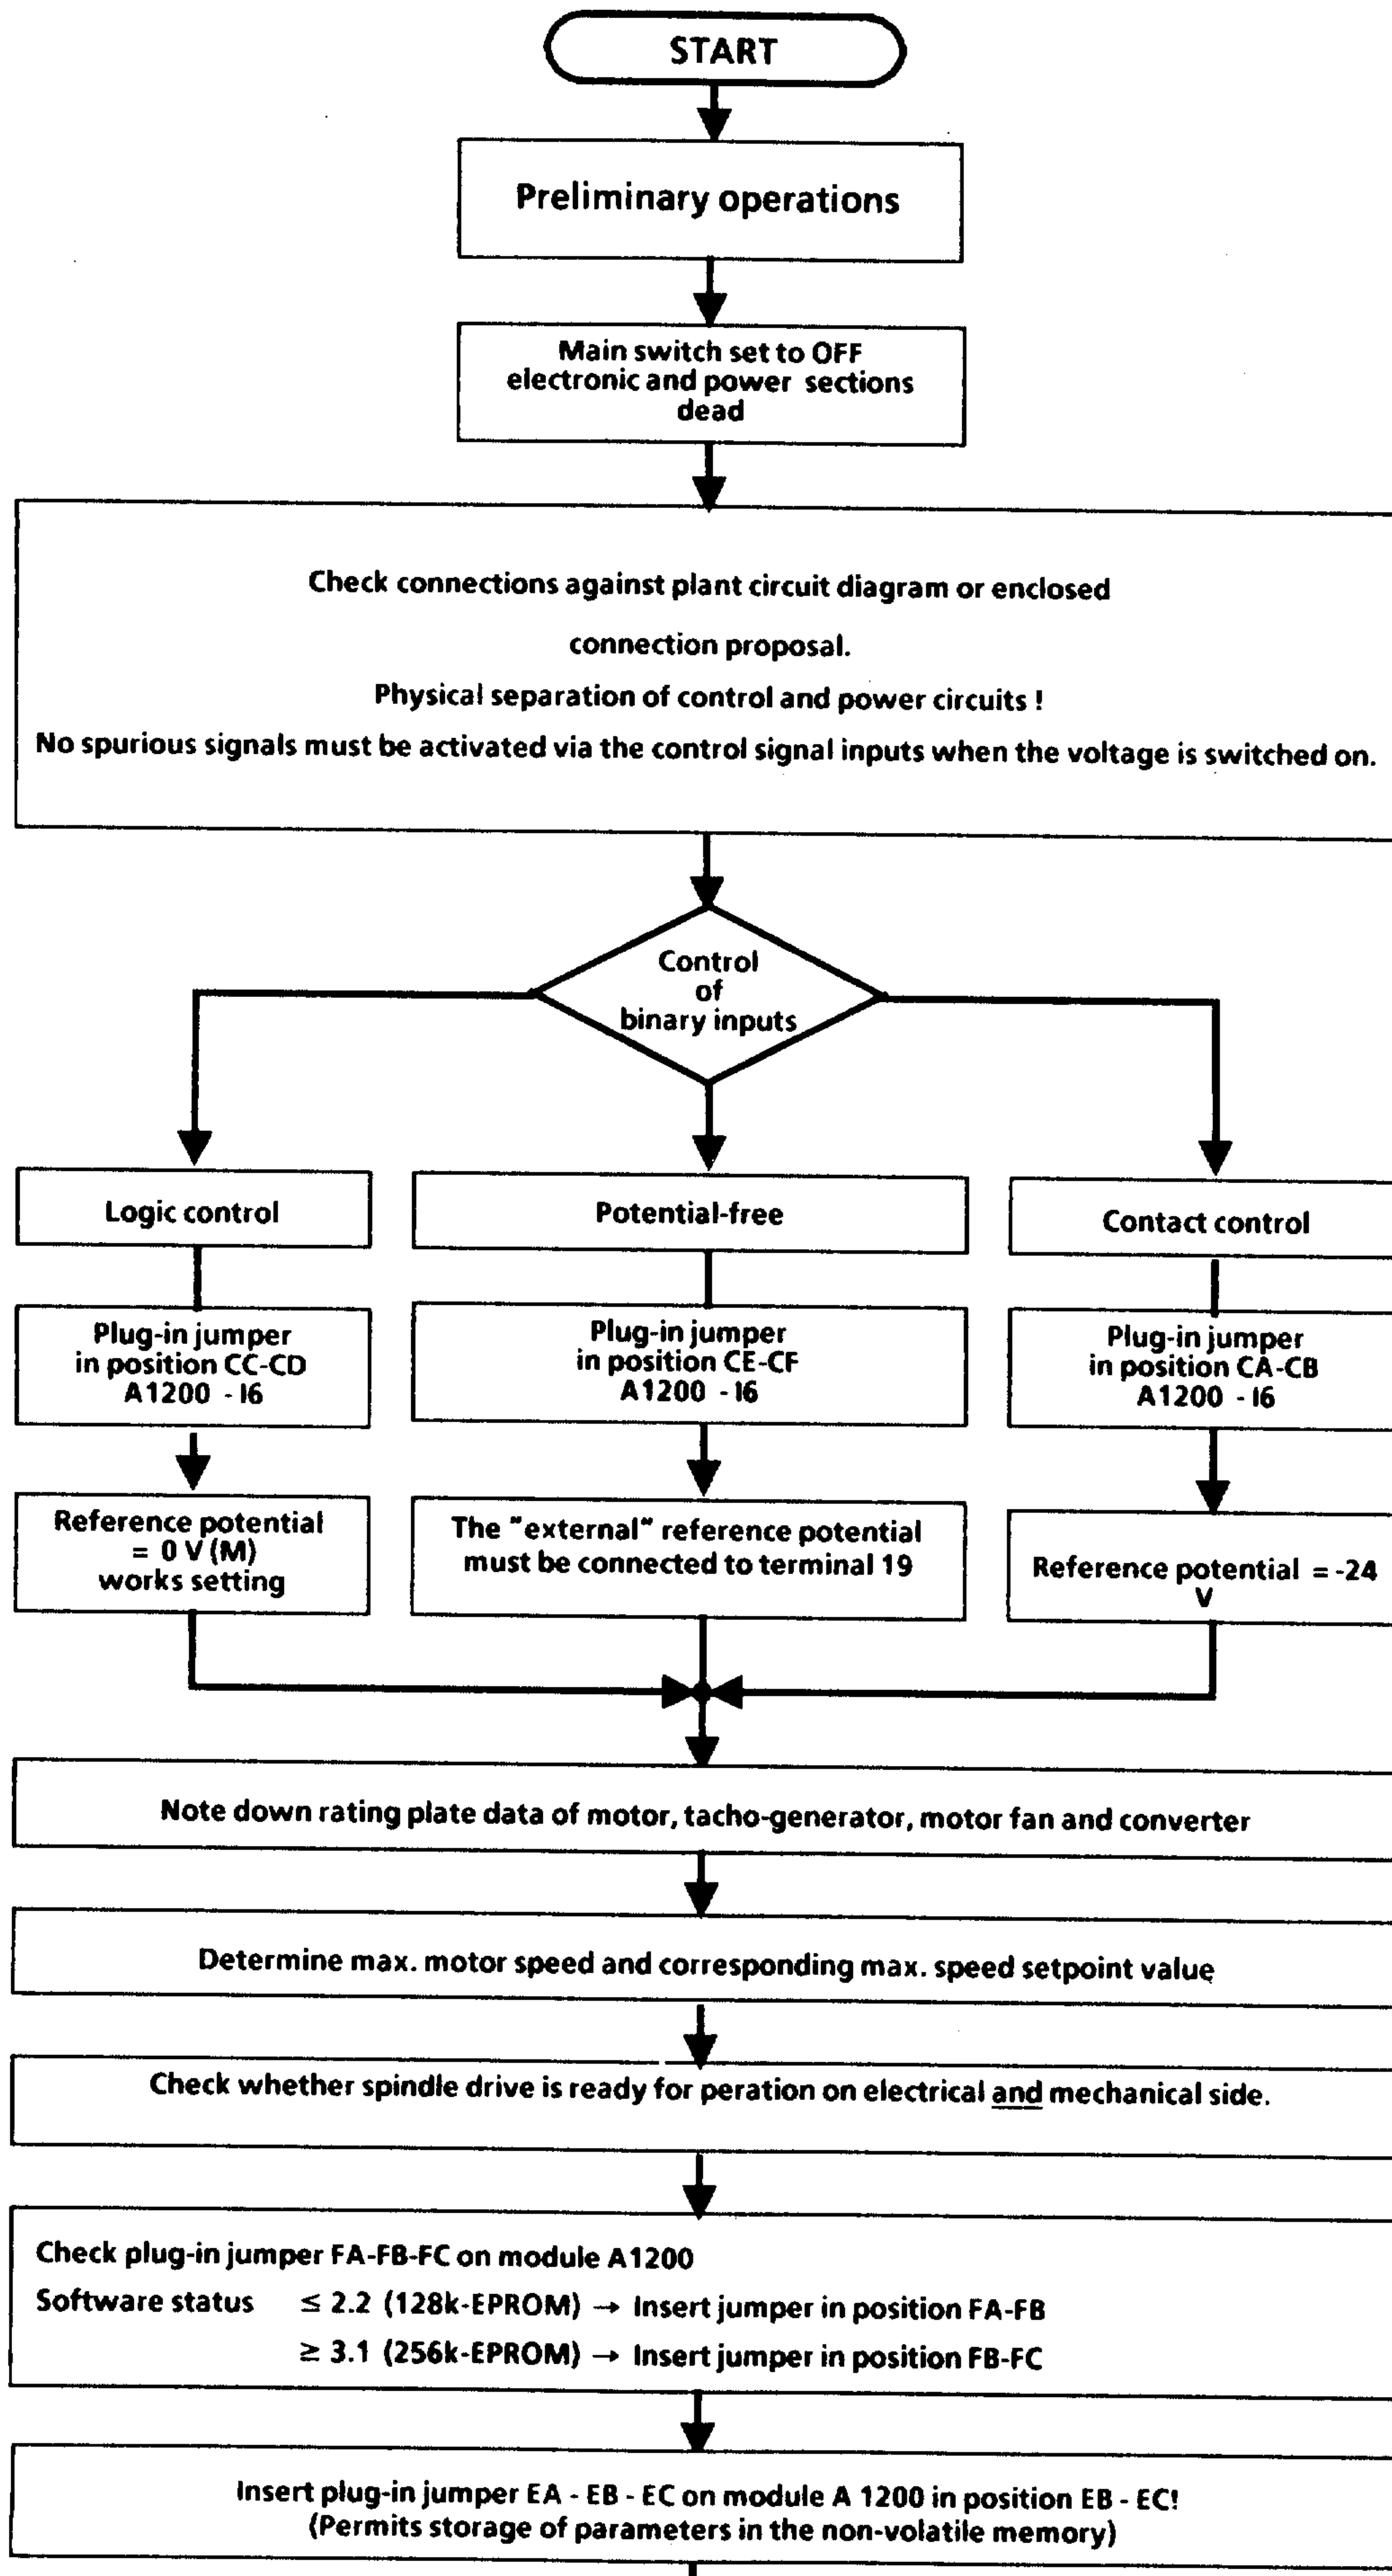 START
Preliminary operations
Main switch set to OFF
electronic and power sections
dead
Check connections against plant circuit diagram or enclosed
connection proposal.
Physical separation of control and power circuits !
No spurious signals must be activated via the control signal inputs when the voltage is switched on.
Control
of
binary inputs
Logic control
Potential-free
Contact control
Plug-in jumper
in position CC-CD
A1200 - I6
Plug-in jumper
in position CE-CF
A1200 - I6
Plug-in jumper
in position CA-CB
A1200 - I6
Reference potential
= 0 V (M)
works setting
The "external" reference potential
must be connected to terminal 19
Reference potential = -24
V
Note down rating plate data of motor, tacho-generator, motor fan and converter
Determine max. motor speed and corresponding max. speed setpoint value
Check whether spindle drive is ready for peration on electrical and mechanical side.
Check plug-in jumper FA-FB-FC on module A1200
Software status ≤ 2.2 (128k-EPROM) → Insert jumper in position FA-FB
≥ 3.1 (256k-EPROM) → Insert jumper in position FB-FC
Insert plug-in jumper EA - EB - EC on module A 1200 in position EB - EC!
(Permits storage of parameters in the non-volatile memory)